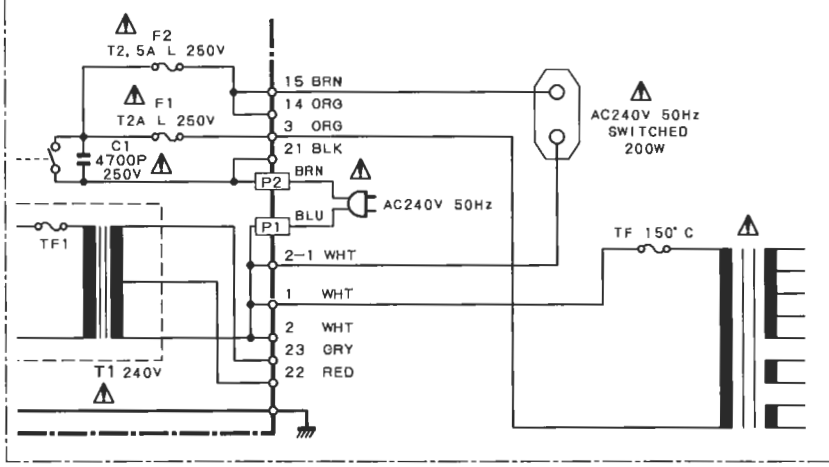 F2
T2,5A L 250V
15 BRN
14 ORG
AC240V 50Hz
SWITCHED
200W
F1
T2A L 250V
3 ORG
C1
4700P
250V
21 BLK
P2
BRN
AC240V 50Hz
P1
BLU
TF1
TF 150°C
2-1 WHT
1 WHT
2 WHT
23 GRY
22 RED
T1 240V